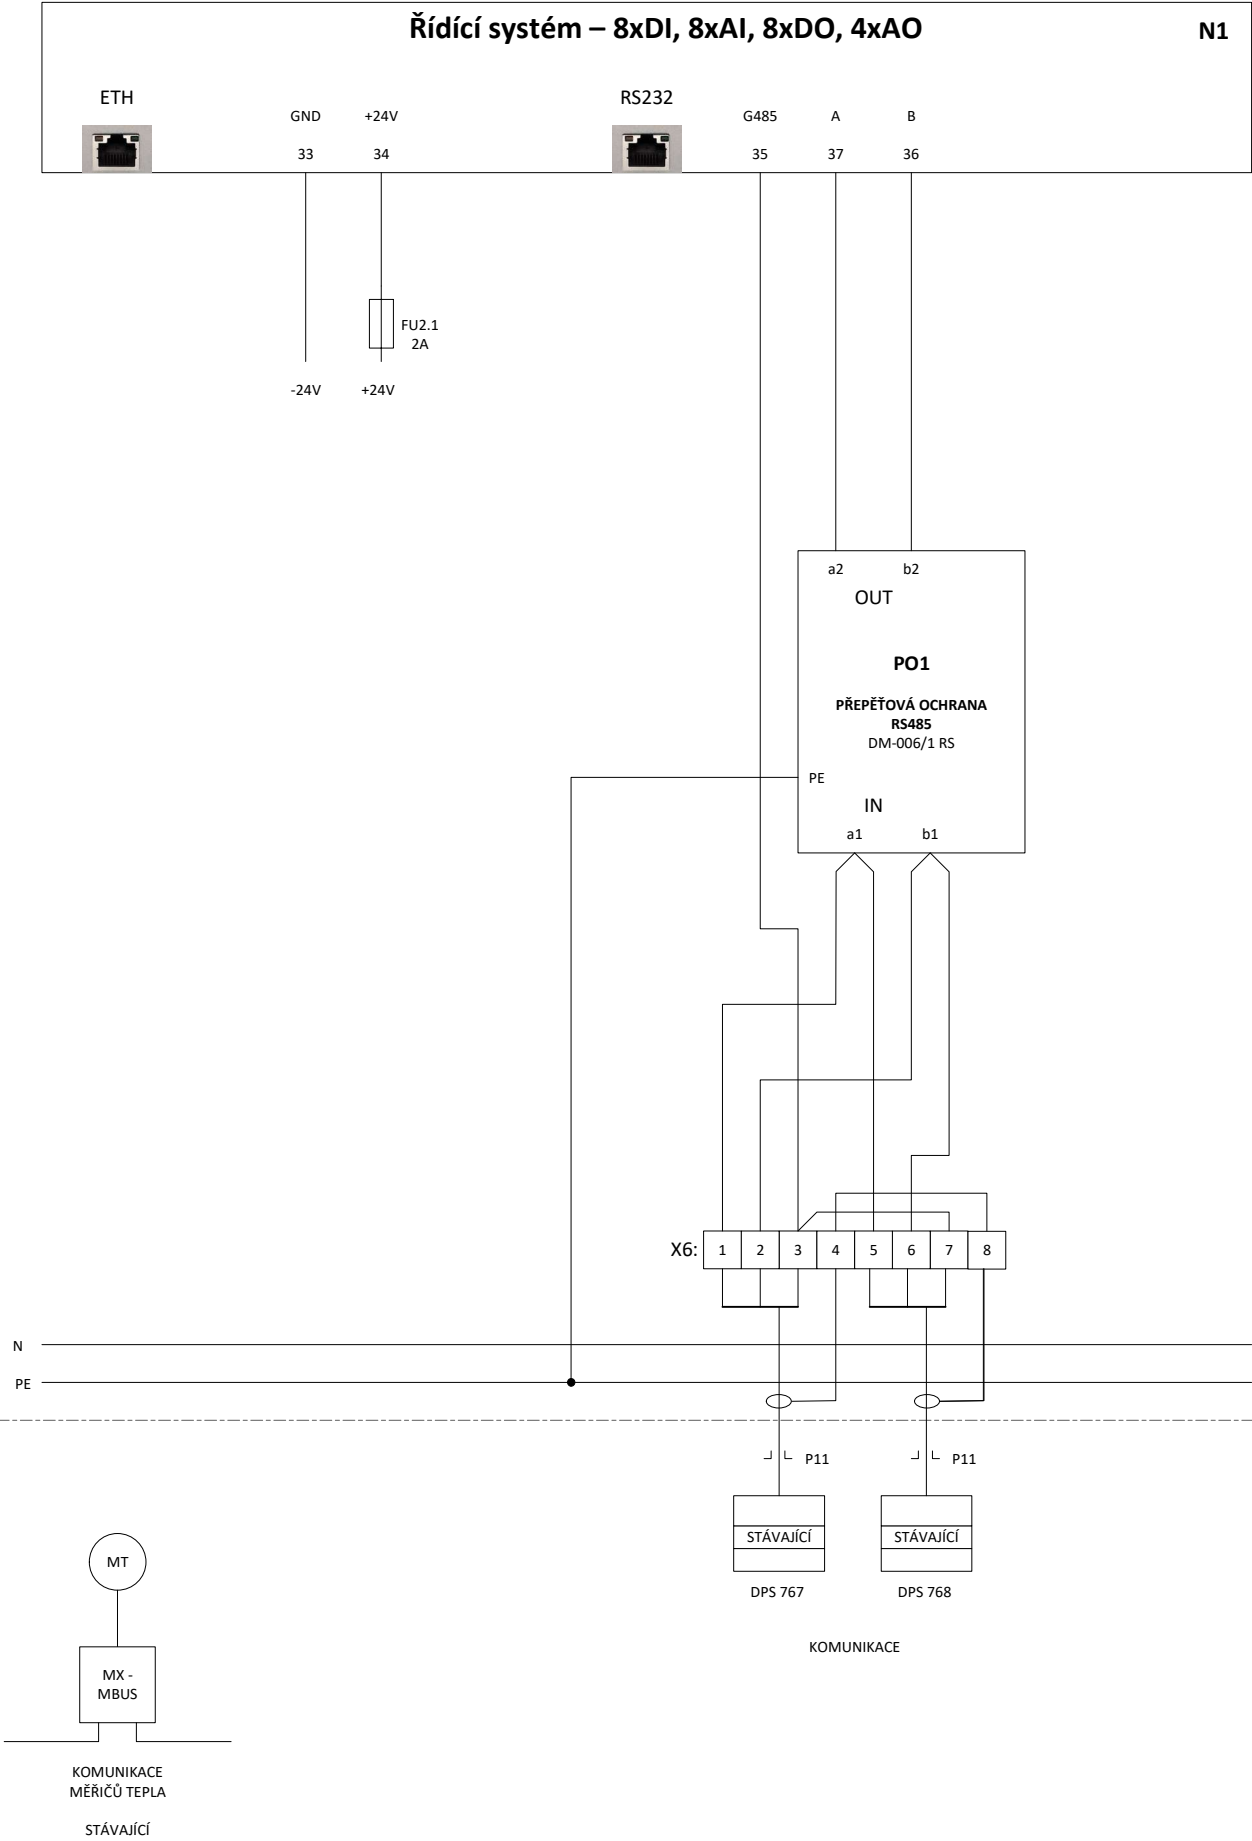 Řídící systém – 8xDI, 8xAI, 8xDO, 4xAO
N1
ETH
RS232
GND
+24V
G485
A
B
33
34
35
37
36
FU2.1
2A
-24V
+24V
a2
b2
OUT
PO1
PŘEPĚŤOVÁ OCHRANA
RS485
DM-006/1 RS
PE
IN
a1
b1
X6:
1
2
3
4
5
6
7
8
N
PE
P11
P11
STÁVAJÍCÍ
STÁVAJÍCÍ
DPS 767
DPS 768
KOMUNIKACE
MT
MX -
MBUS
KOMUNIKACE
MĚŘIČŮ TEPLA
STÁVAJÍCÍ